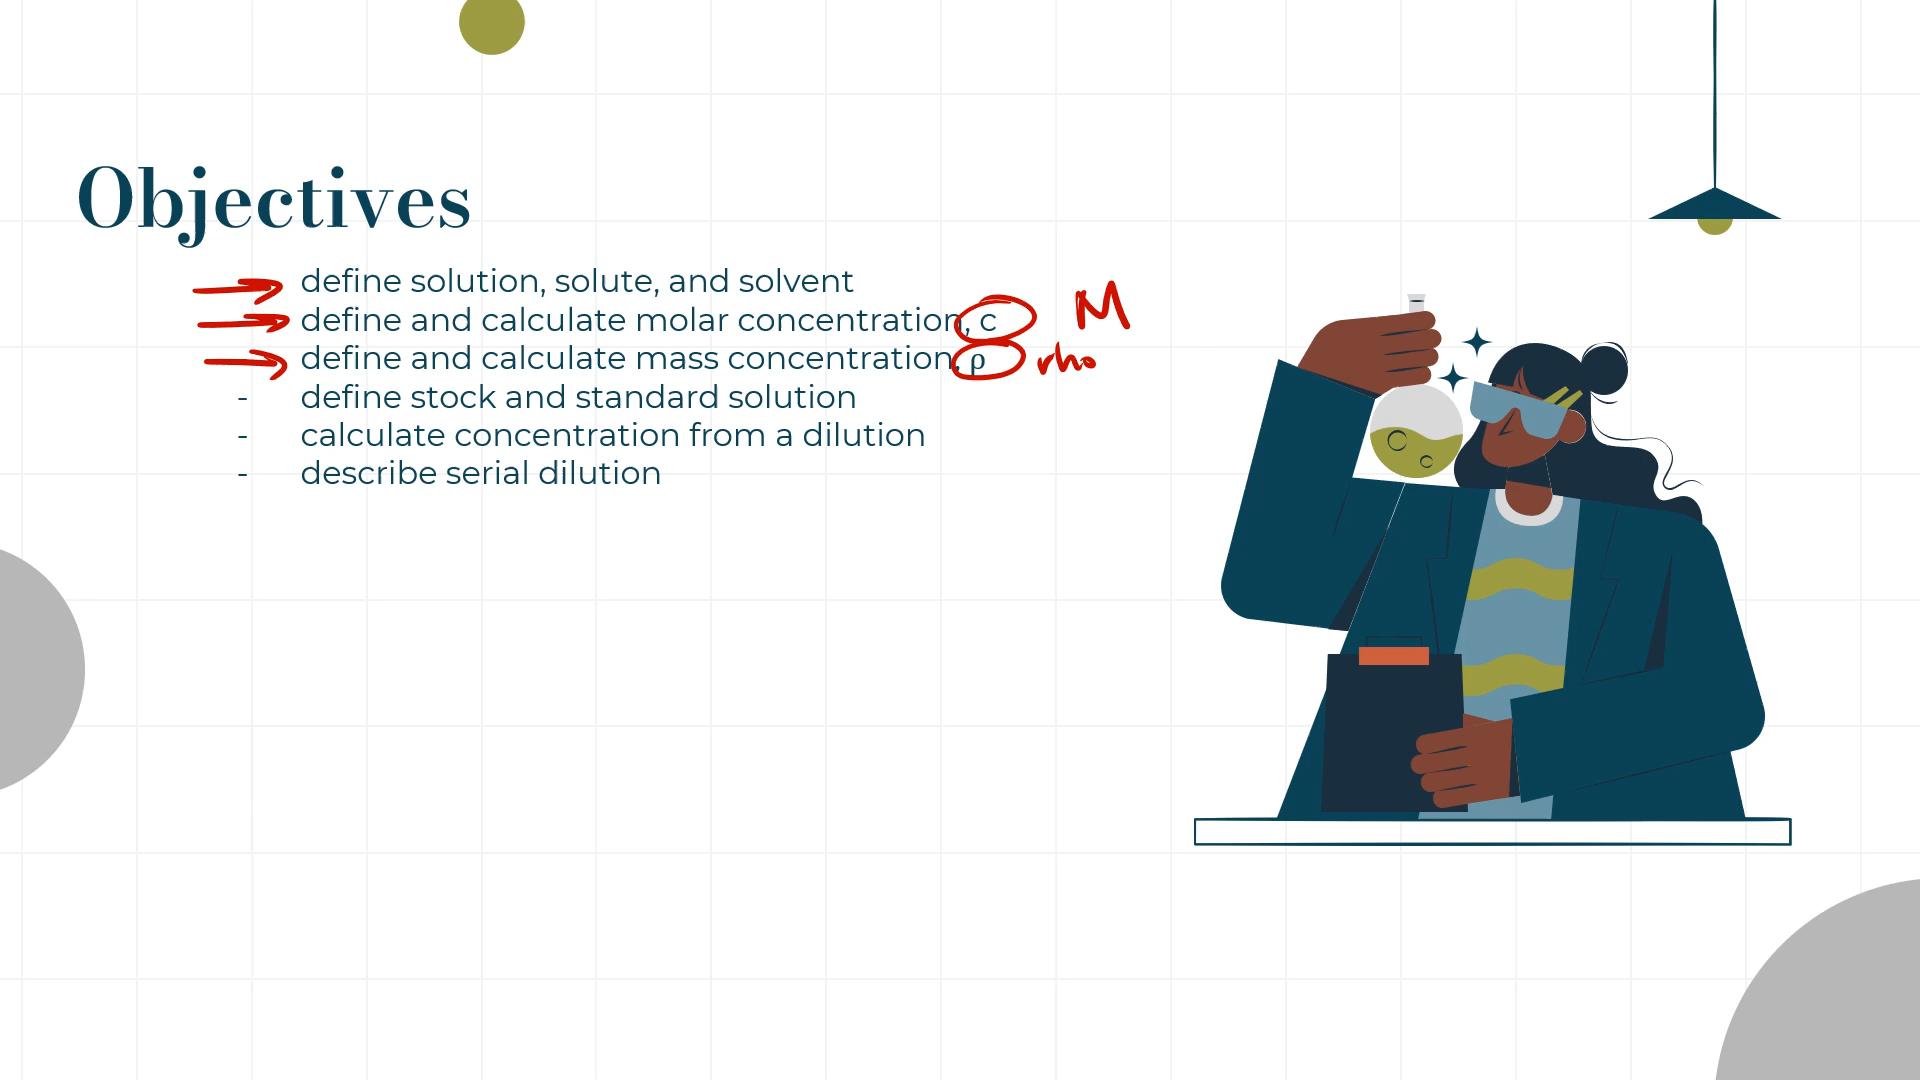 Objectives
define solution, solute, and solvent
define and calculate molar concentration, c M
define and calculate mass concentration, ρ rho
- define stock and standard solution
- calculate concentration from a dilution
- describe serial dilution